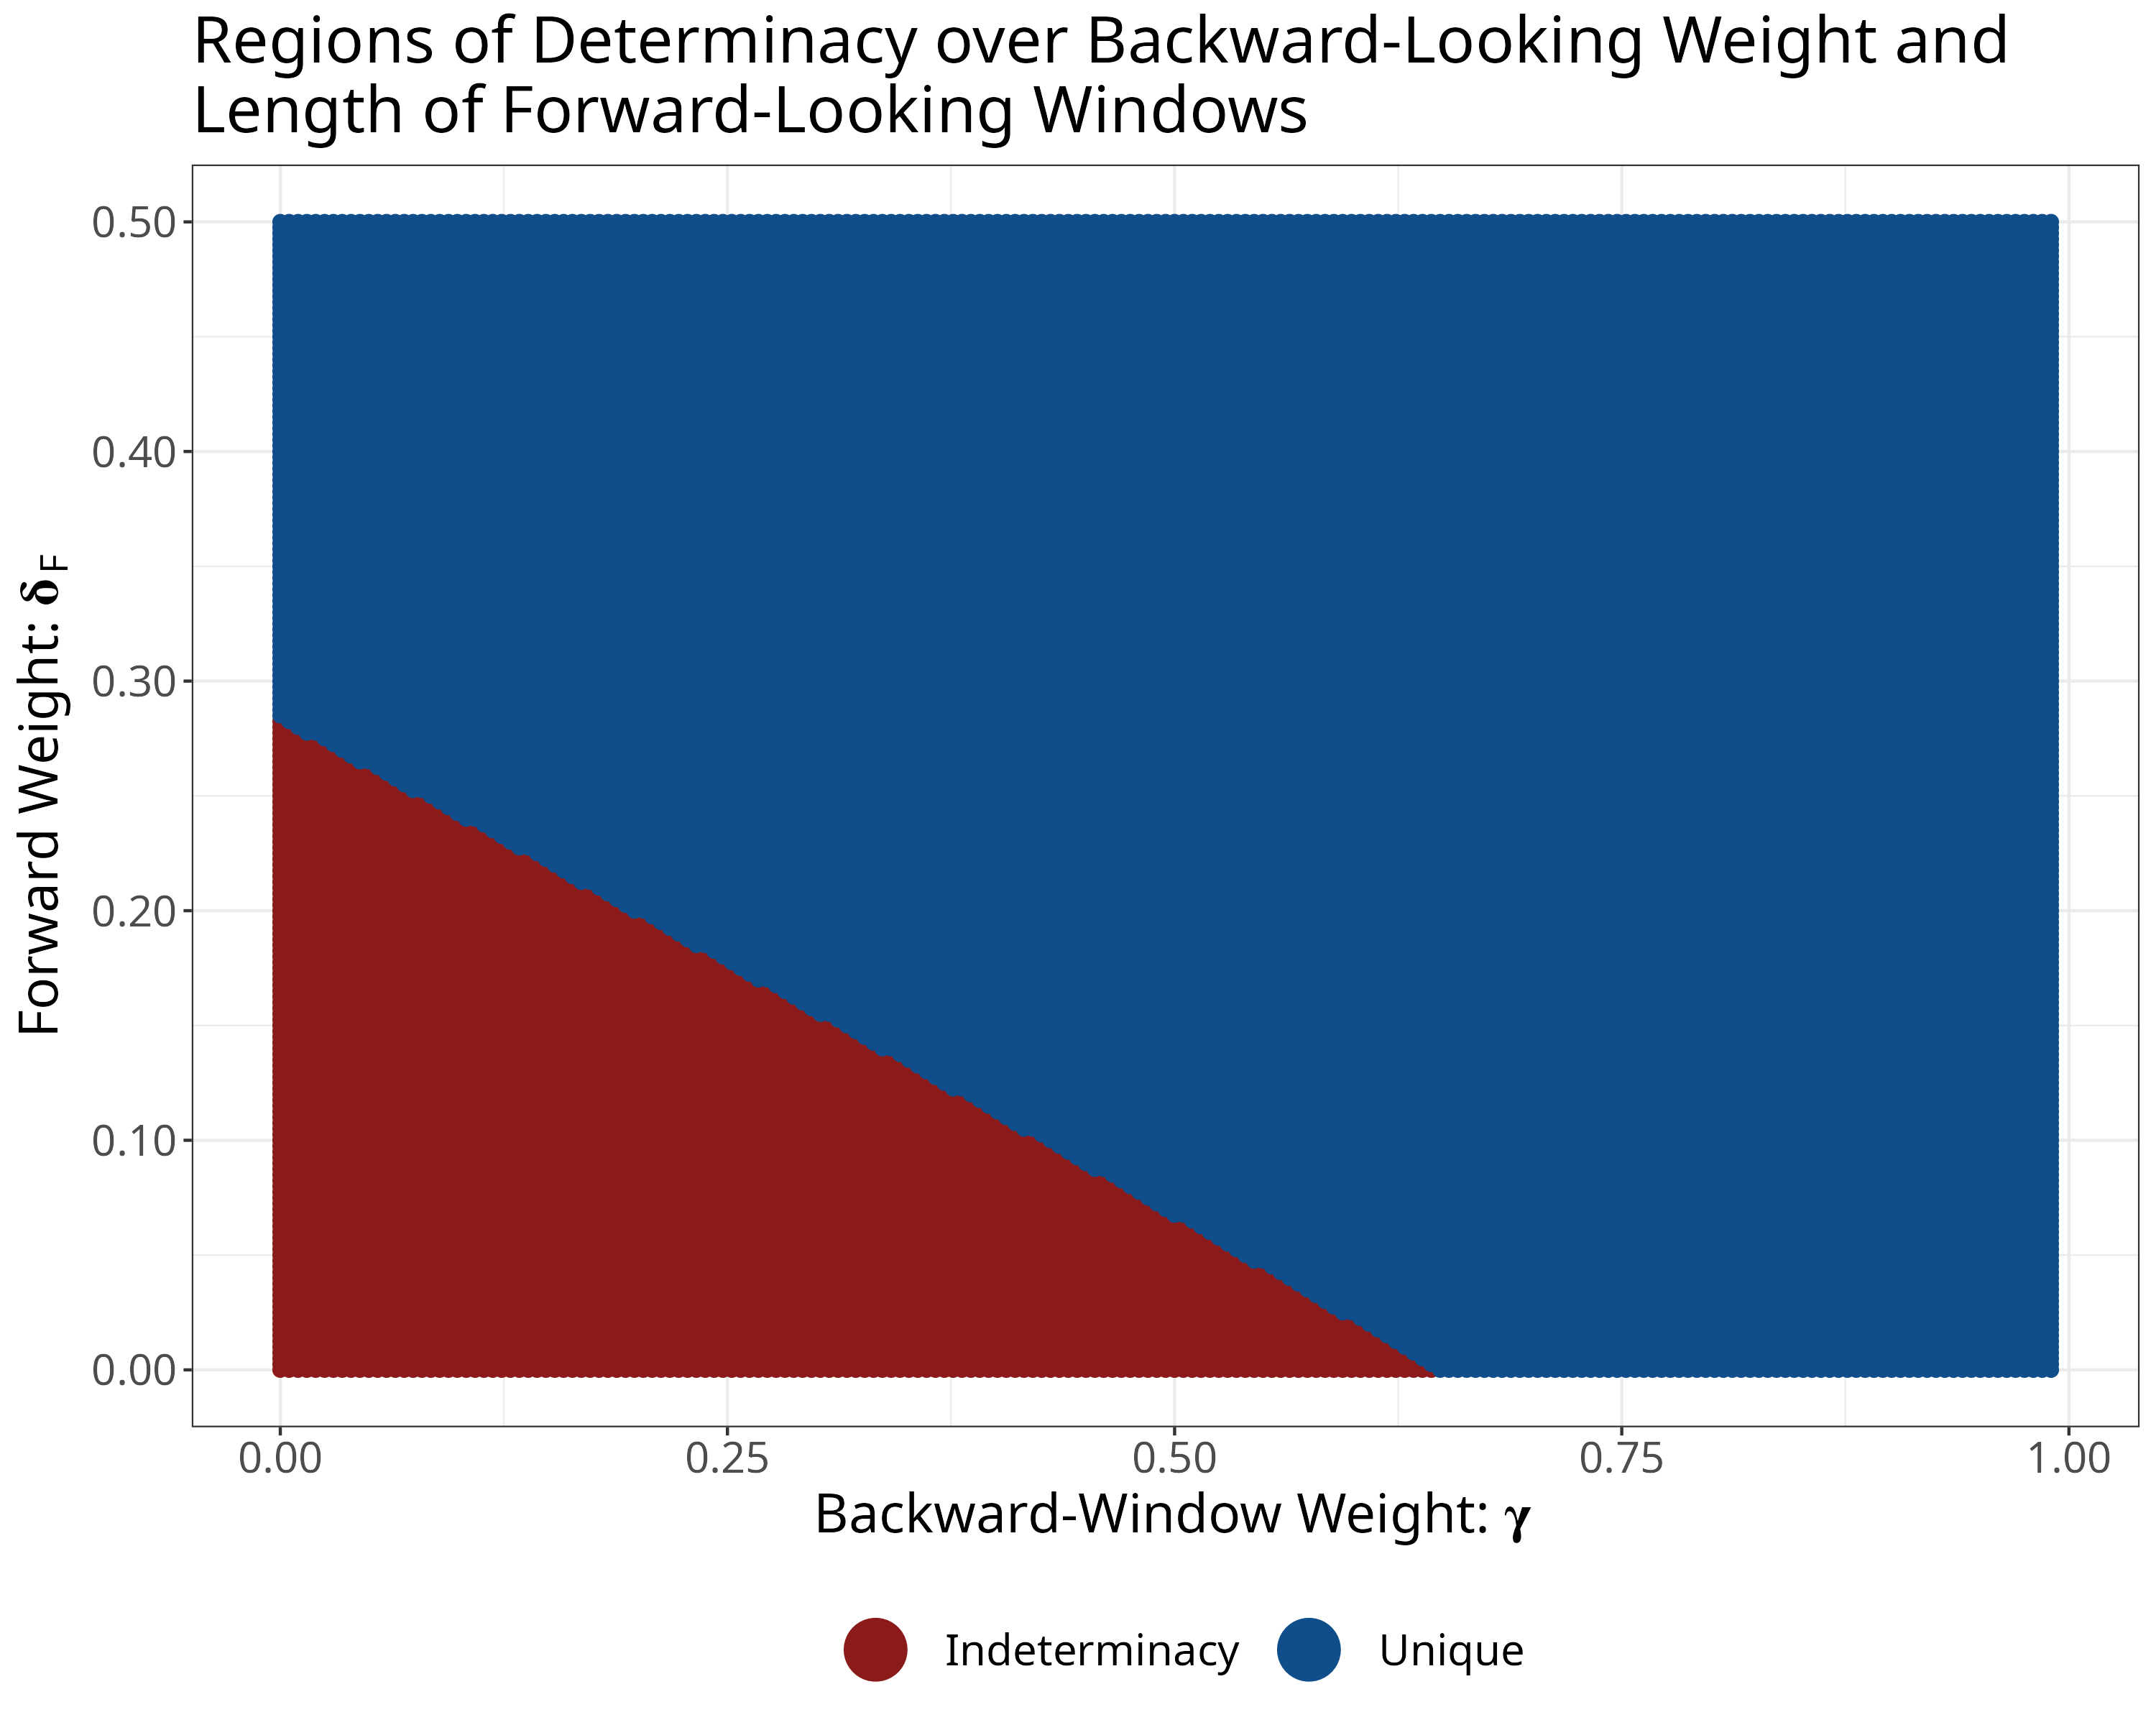 Regions of Determinacy over Backward-Looking Weight and
Length of Forward-Looking Windows
Forward Weight: δF
0.50
0.40
0.30
0.20
0.10
0.00
0.00 0.25 0.50 0.75 1.00
Backward-Window Weight: γ
Indeterminacy Unique